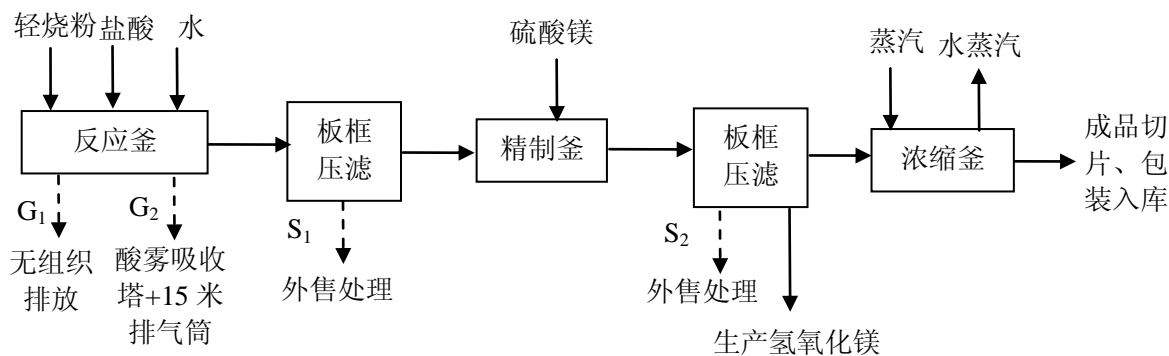 轻烧粉
盐酸
水
硫酸镁
蒸汽
水蒸汽
反应釜
板框
压滤
精制釜
板框
压滤
浓缩釜
成品切
片、包
装入库
G₁
G₂
S₁
S₂
无组织
排放
酸雾吸收
塔+15 米
排气筒
外售处理
外售处理
生产氢氧化镁